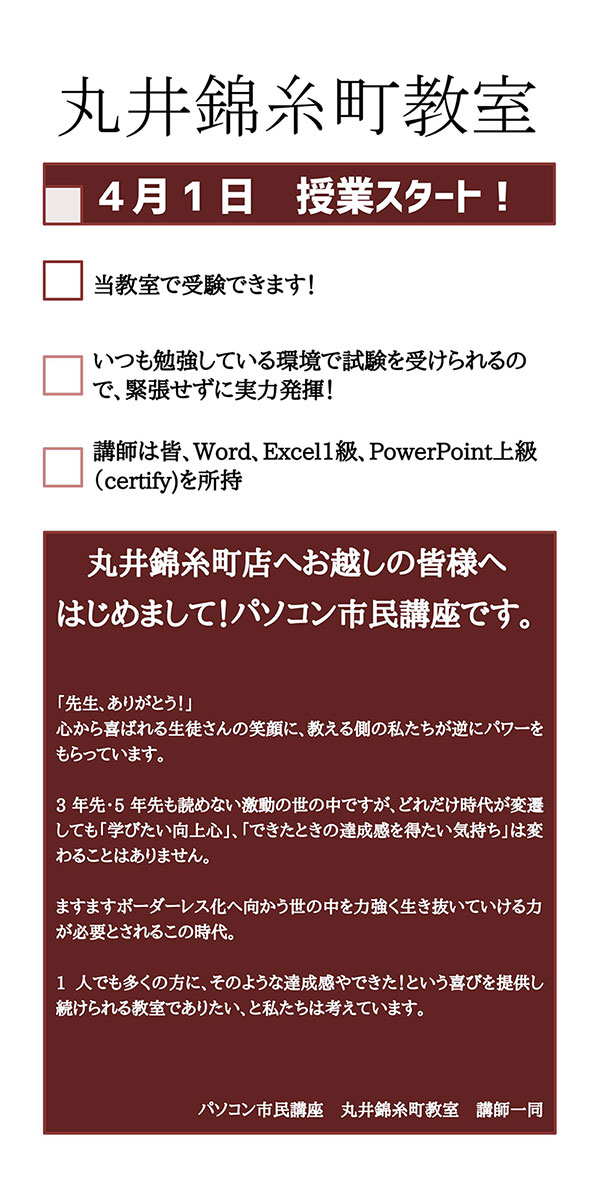 丸井錦糸町教室
4月1日　授業スタート！
当教室で受験できます！
いつも勉強している環境で試験を受けられるの
で、緊張せずに実力発揮！
講師は皆、Word、Excel1級、PowerPoint上級
（certify)を所持
丸井錦糸町店へお越しの皆様へ
はじめまして！パソコン市民講座です。
「先生、ありがとう！」
心から喜ばれる生徒さんの笑顔に、教える側の私たちが逆にパワーを
もらっています。
3 年先・5 年先も読めない激動の世の中ですが、どれだけ時代が変遷
しても「学びたい向上心」、「できたときの達成感を得たい気持ち」は変
わることはありません。
ますますボーダーレス化へ向かう世の中を力強く生き抜いていける力
が必要とされるこの時代。
1 人でも多くの方に、そのような達成感やできた！という喜びを提供し
続けられる教室でありたい、と私たちは考えています。
パソコン市民講座　丸井錦糸町教室　講師一同